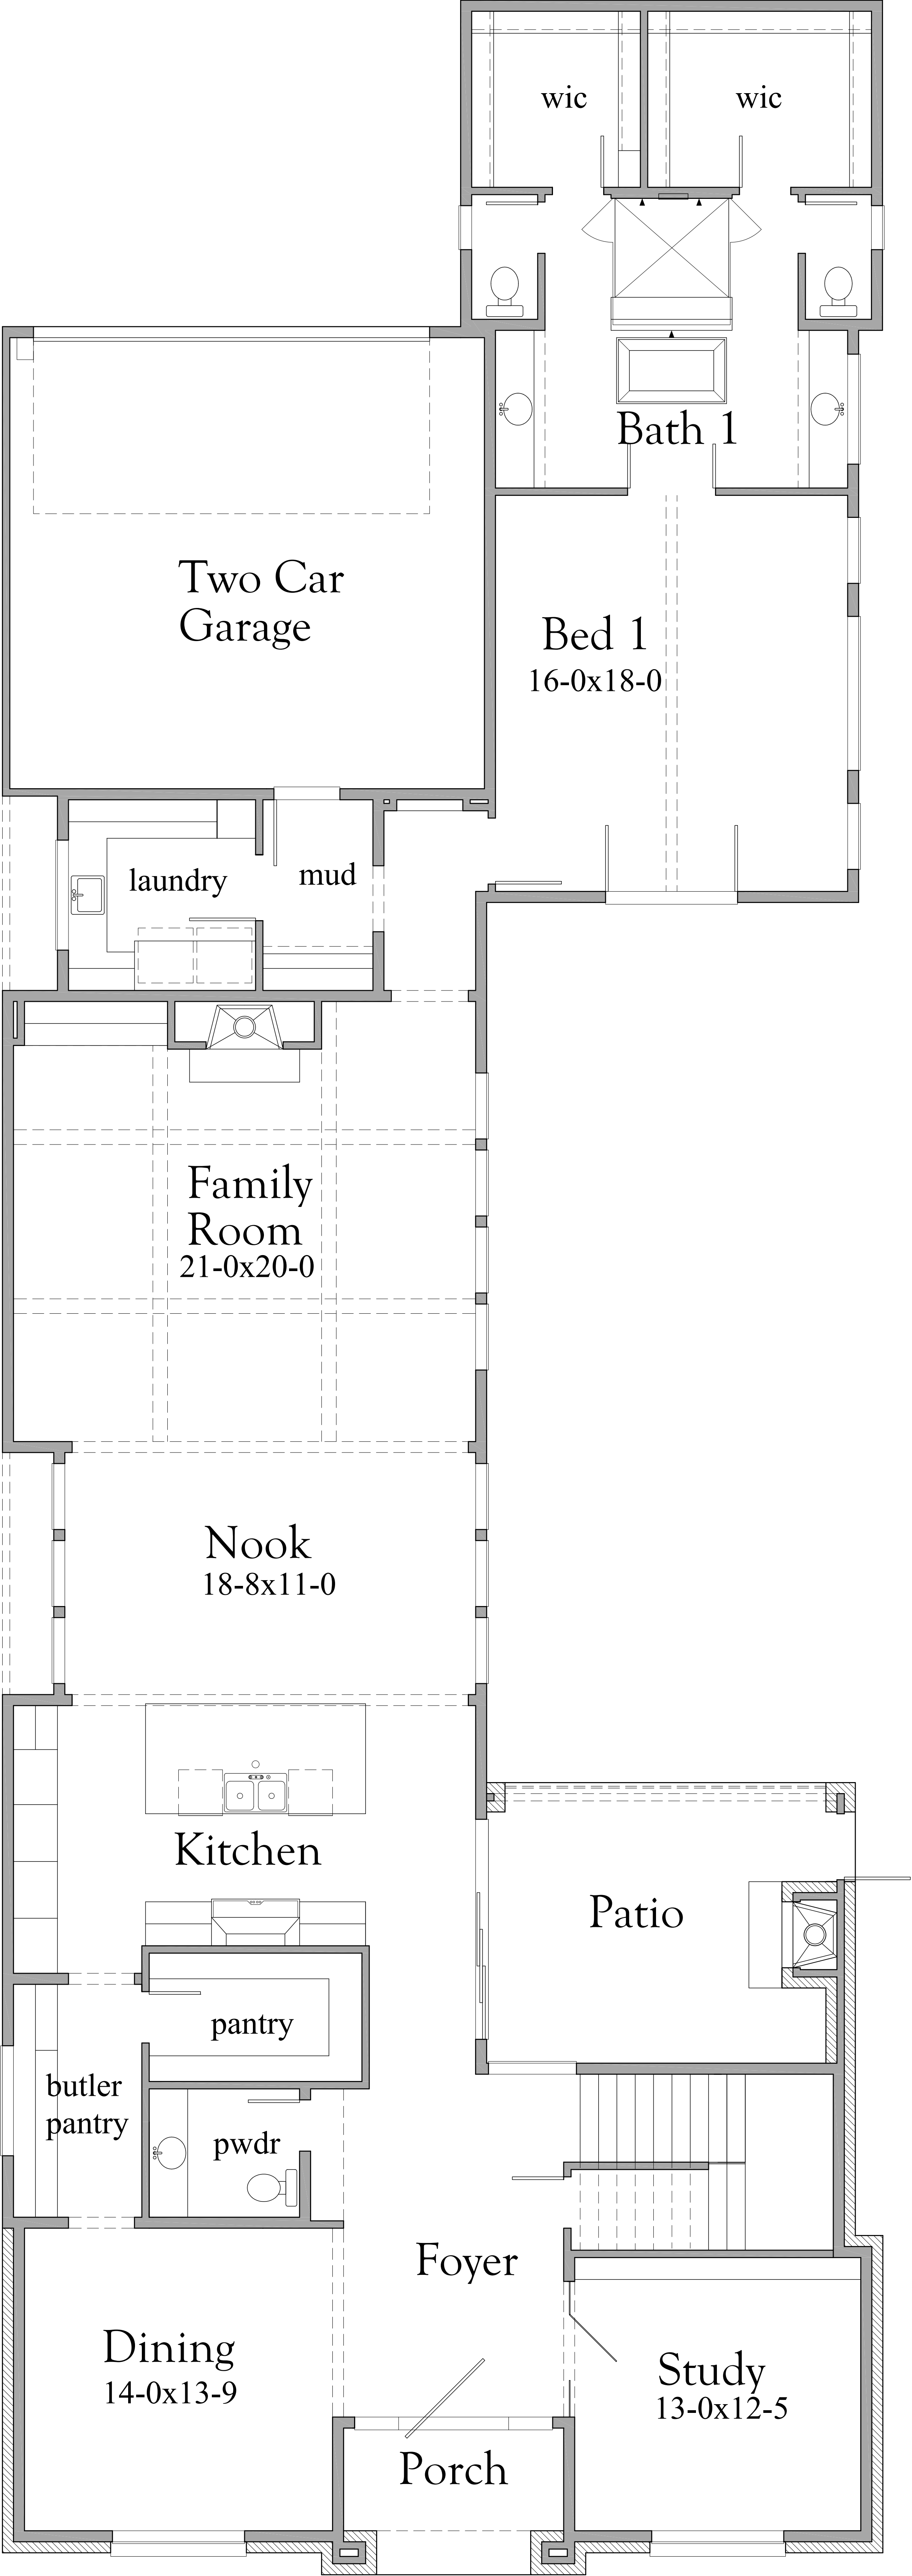 wic
wic
Bath 1
Two Car
Garage
Bed 1
16-0x18-0
laundry
mud
Family
Room
21-0x20-0
Nook
18-8x11-0
Kitchen
Patio
pantry
butler
pantry
pwdr
Foyer
Dining
14-0x13-9
Study
13-0x12-5
Porch